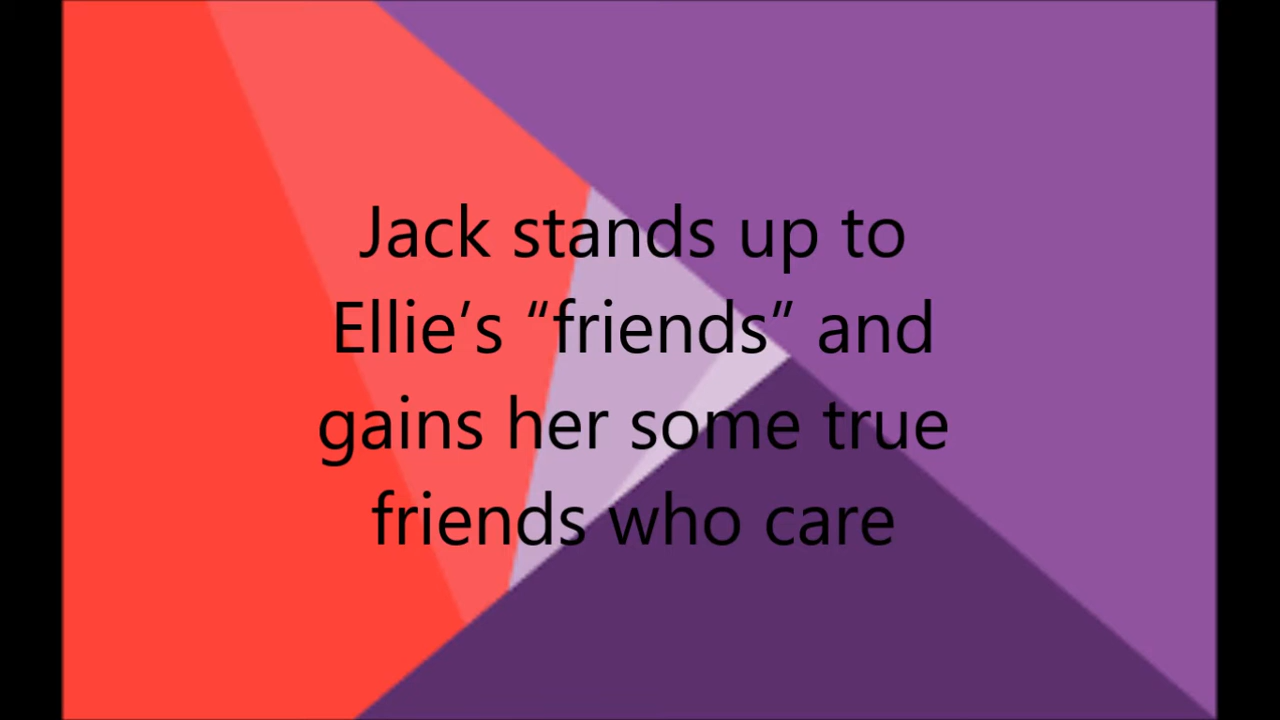 Jack stands up to
Ellie’s “friends” and
gains her some true
friends who care